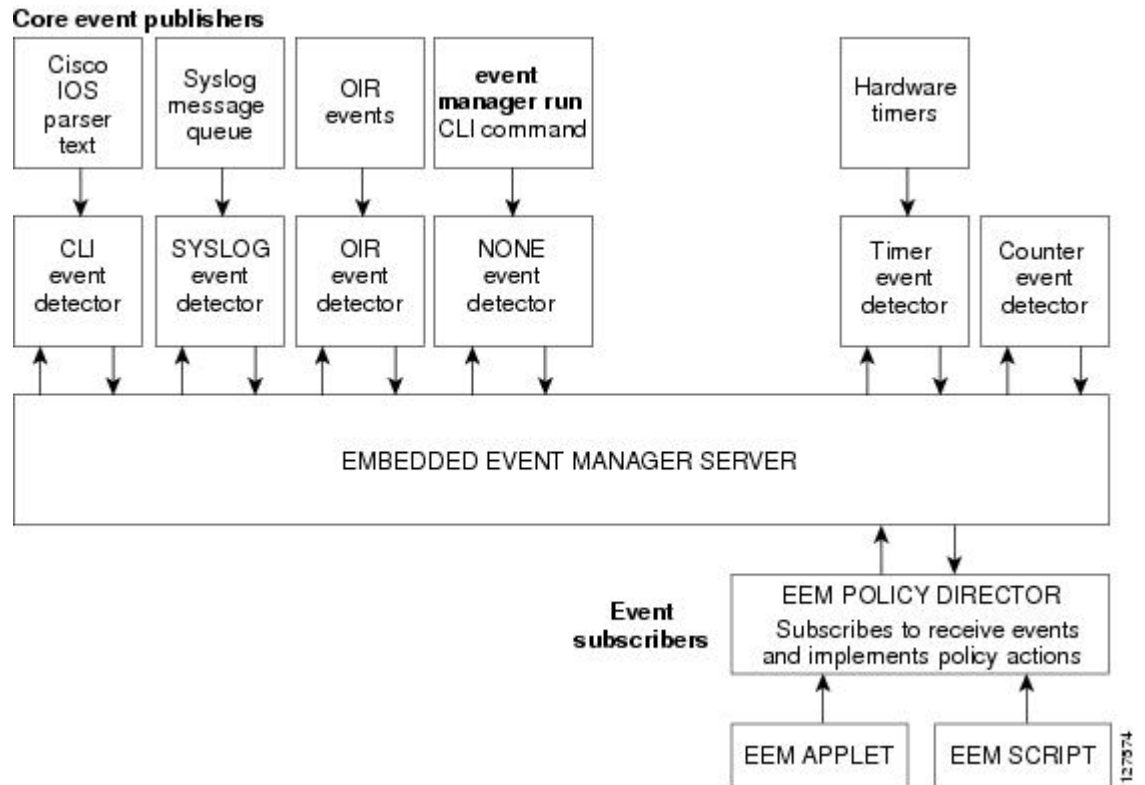 Core event publishers
Cisco
IOS
parser
text
Syslog
message
queue
OIR
events
event
manager run
CLI command
Hardware
timers
CLI
event
detector
SYSLOG
event
detector
OIR
event
detector
NONE
event
detector
Timer
event
detector
Counter
event
detector
EMBEDDED EVENT MANAGER SERVER
Event
subscribers
EEM POLICY DIRECTOR
Subscribes to receive events
and implements policy actions
EEM APPLET
EEM SCRIPT
127574